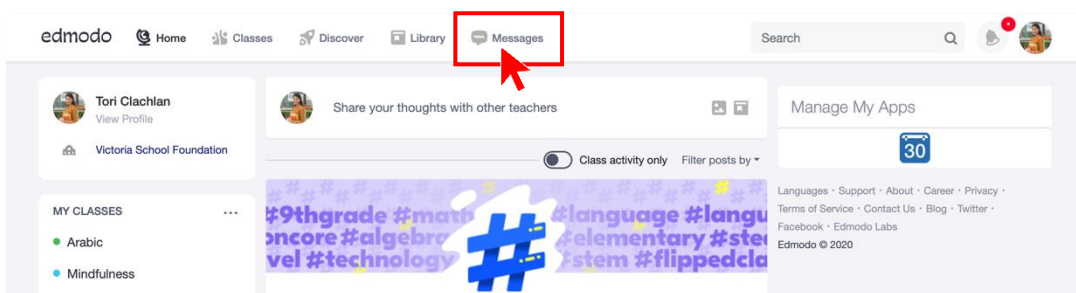 edmodo Home Classes Discover Library Messages Search
Tori Clachlan
View Profile
Victoria School Foundation
MY CLASSES ...
Arabic
Mindfulness
Share your thoughts with other teachers
Class activity only Filter posts by
#9thgrade #math #language #langu
oncore #algebra #elementary #ste
vel #technology #stem #flippedcla
Manage My Apps
30
Languages · Support · About · Career · Privacy ·
Terms of Service · Contact Us · Blog · Twitter ·
Facebook · Edmodo Labs
Edmodo © 2020